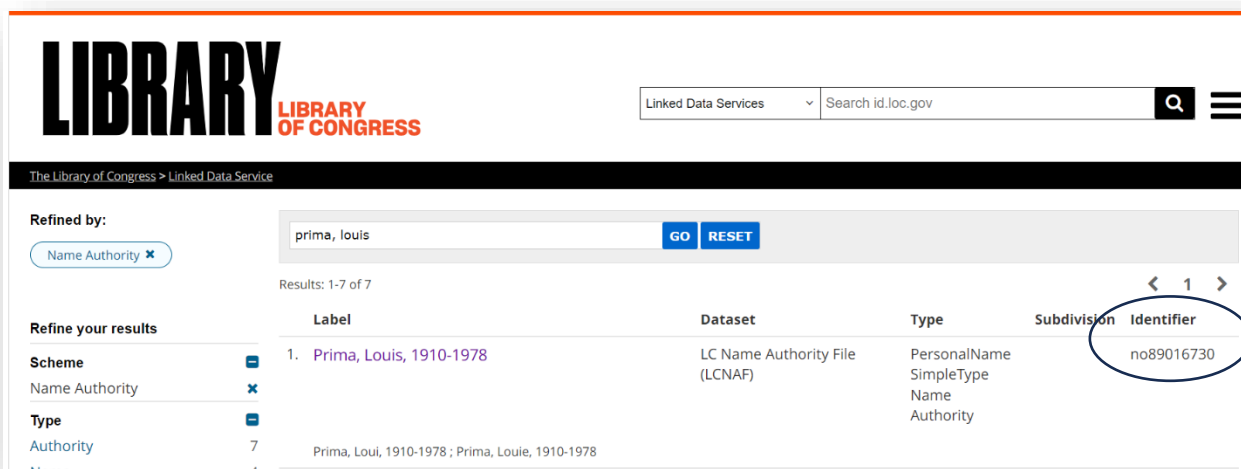 LIBRARY
LIBRARY
OF CONGRESS
Linked Data Services
Search id.loc.gov
The Library of Congress > Linked Data Service
Refined by:
Name Authority ×
prima, louis
GO RESET
Results: 1-7 of 7
< 1 >
Refine your results
Label Dataset Type Subdivision Identifier
Scheme
Name Authority ×
Type
Authority 7
1. Prima, Louis, 1910-1978
LC Name Authority File
(LCNAF)
PersonalName
SimpleType
Name
Authority
no89016730
Prima, Loui, 1910-1978 ; Prima, Louie, 1910-1978